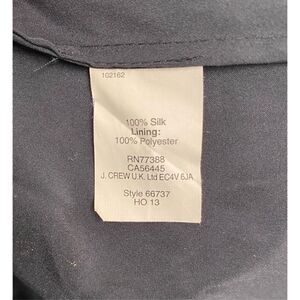 102162
100% Silk
Lining:
100% Polyester
RN77388
CA56445
J. CREW U.K. Ltd EC4V 6JA
Style 66737
HO 13